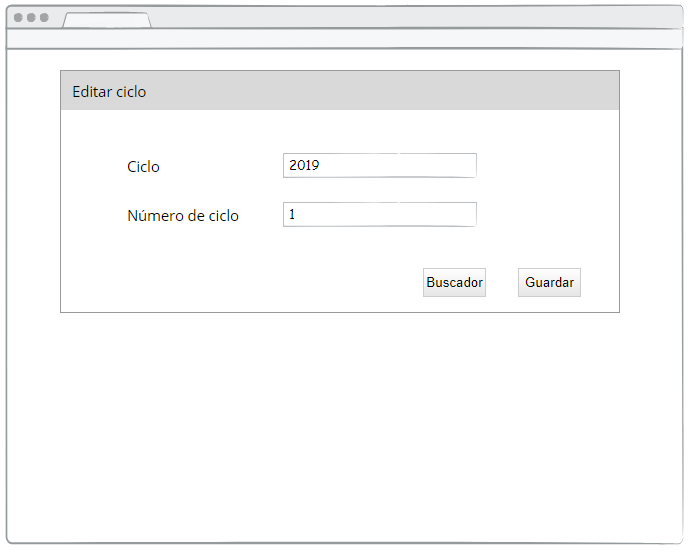 Editar ciclo
Ciclo 2019
Número de ciclo 1
Buscador Guardar